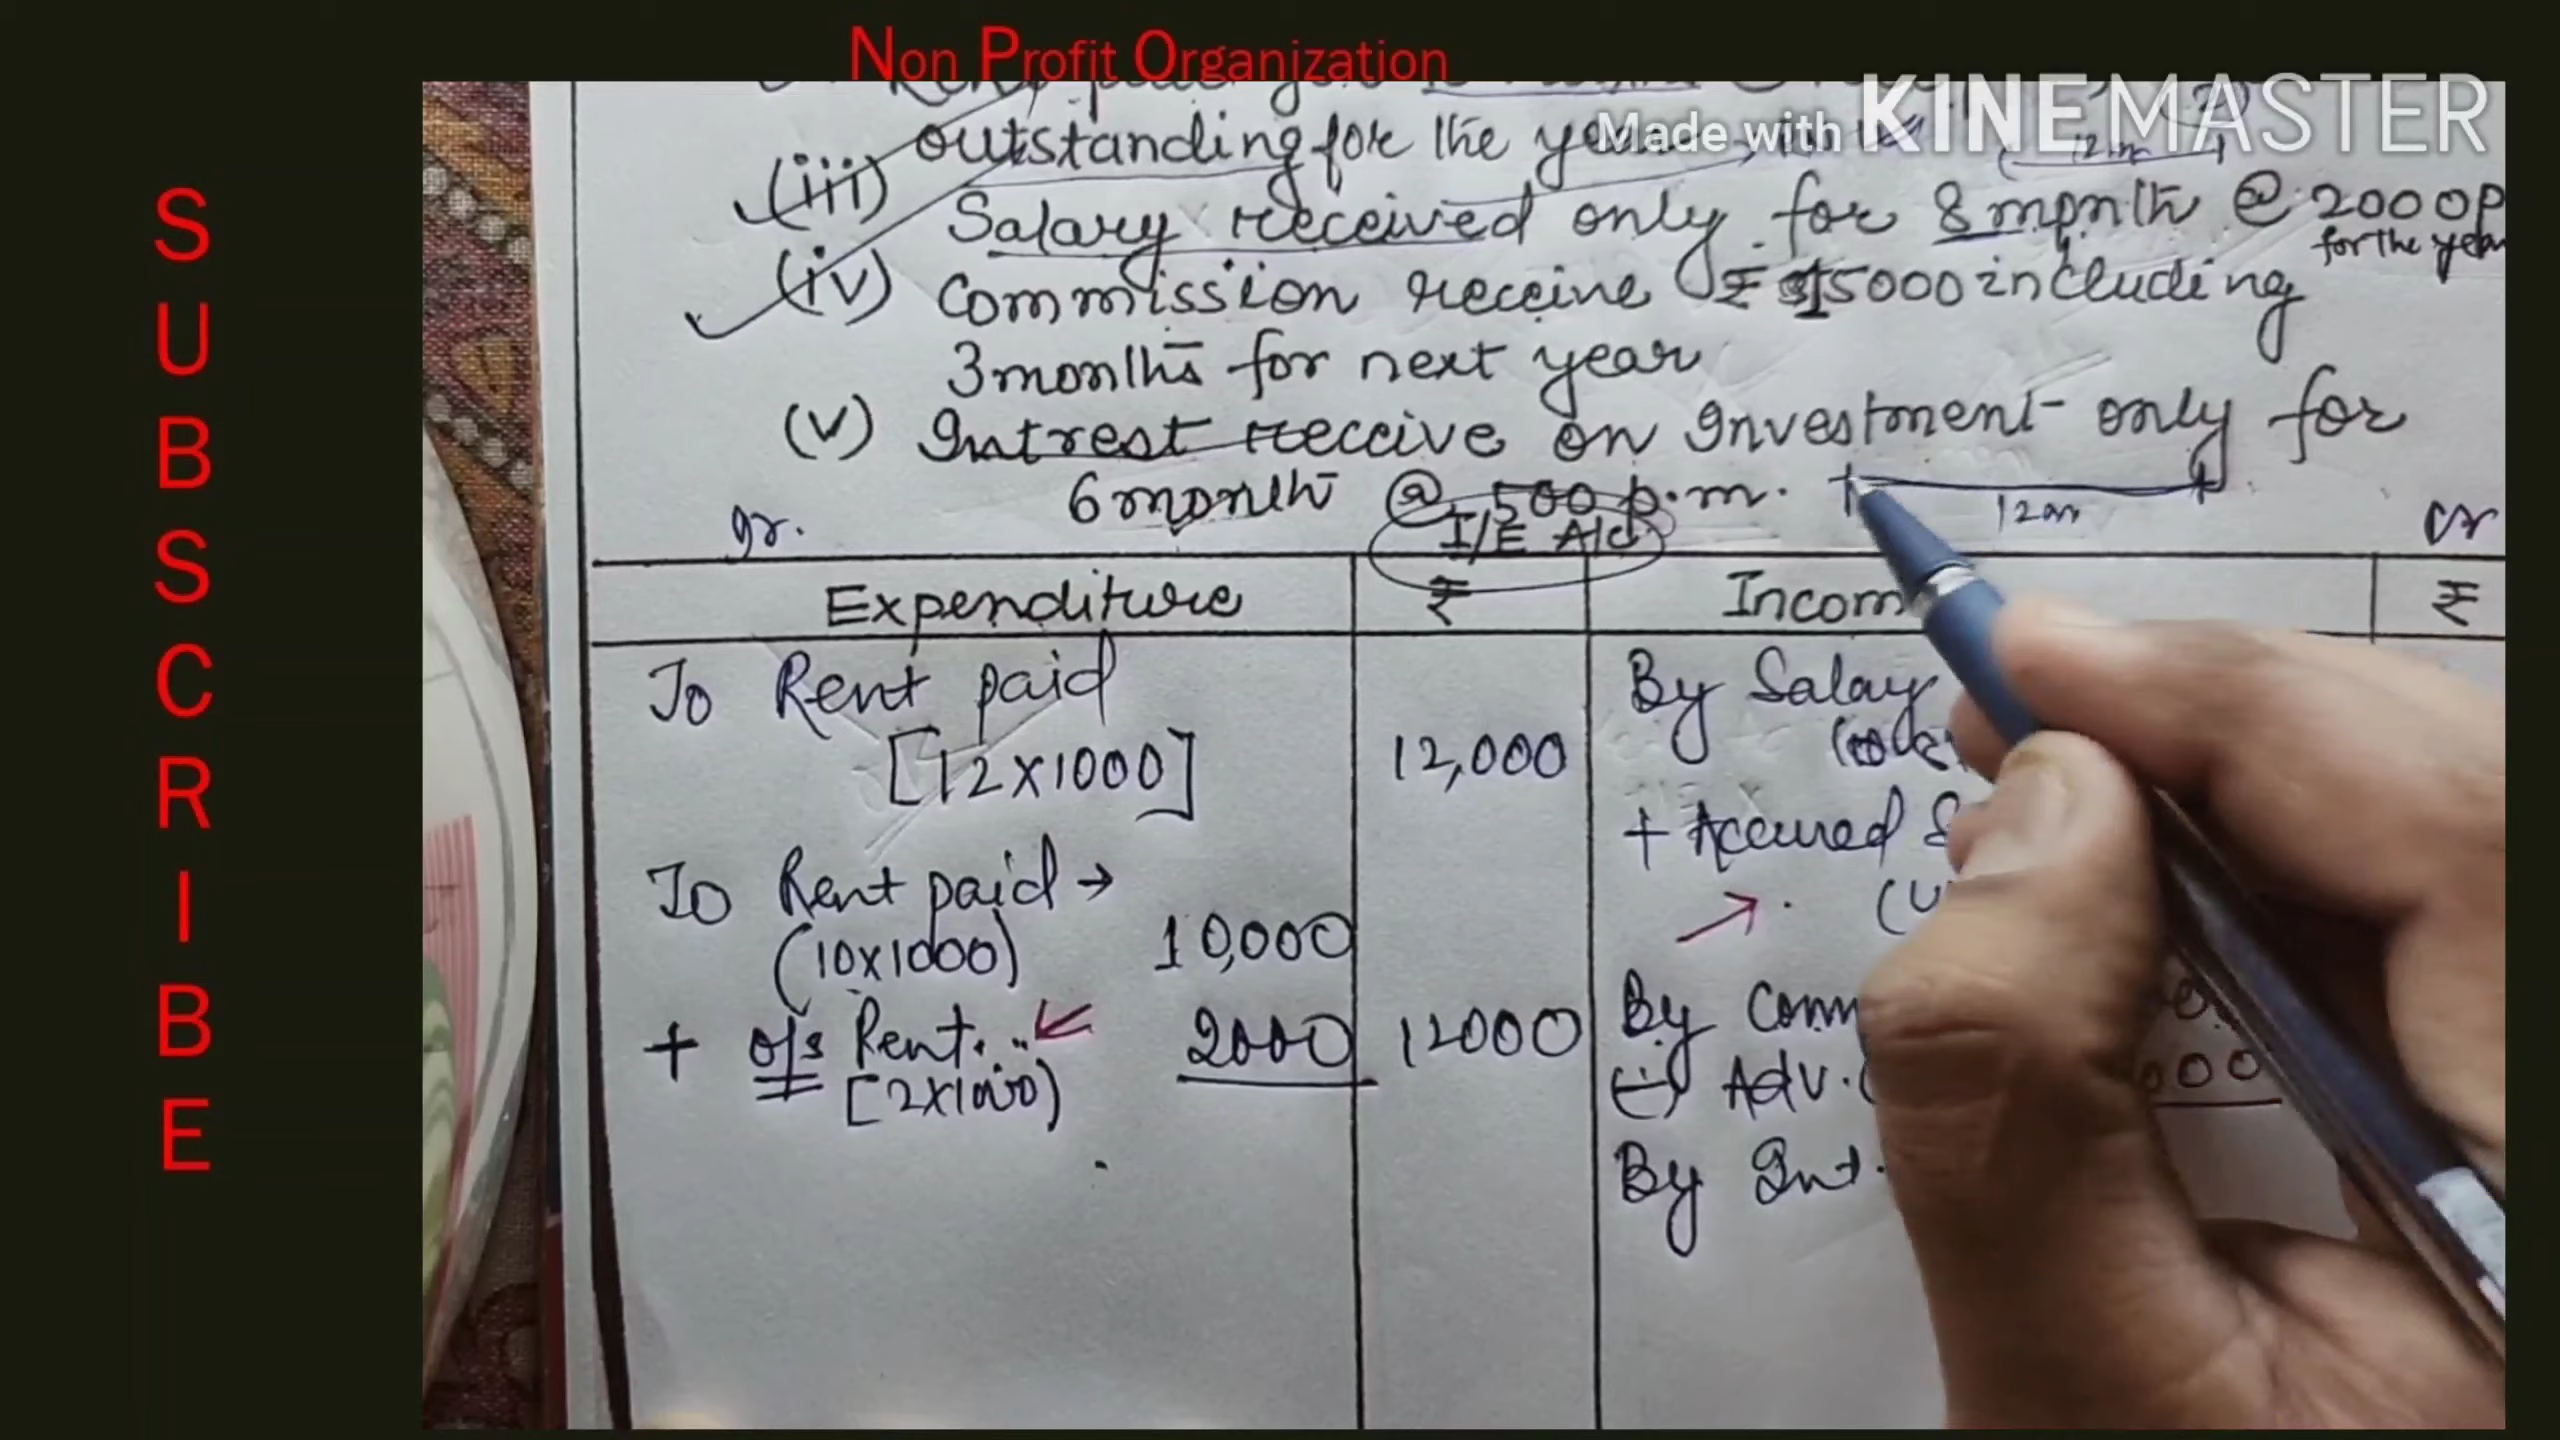 Non Profit Organization
Made with KINEMASTER
SUBSCRIBE
outstanding for the year
12m
(iii) Salary received only for 8 month @ 2000 P
for the year
(iv) Commission receive ₹ 15000 including
3 months for next year
(v) Intrest receive on Investment only for
6 month @ 500 p.m.
12m
I/E A/c
cr
Expenditure ₹ Incom ₹
To Rent paid
[12x1000] 12,000
To Rent paid →
(10x1000) 10,000
+ o/s Rent.. 2000 12000
[2x1000)
By Salay
+ Accured S
By Comm
(-) Adv. ( 000
By Int.